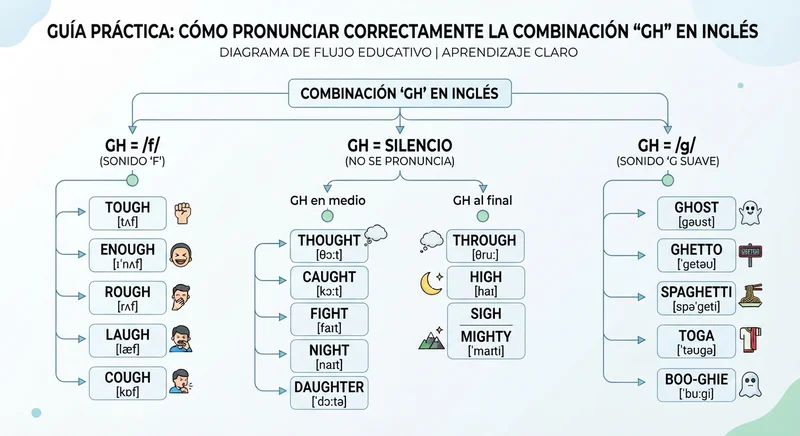 GUÍA PRÁCTICA: CÓMO PRONUNCIAR CORRECTAMENTE LA COMBINACIÓN “GH” EN INGLÉS
DIAGRAMA DE FLUJO EDUCATIVO | APRENDIZAJE CLARO
COMBINACIÓN ‘GH’ EN INGLÉS
GH = /f/
(SONIDO ‘F’)
TOUGH
[tʌf]
ENOUGH
[ɪˈnʌf]
ROUGH
[rʌf]
LAUGH
[læf]
COUGH
[kɒf]
GH = SILENCIO
(NO SE PRONUNCIA)
GH en medio
THOUGHT
[θɔːt]
CAUGHT
[kɔːt]
FIGHT
[faɪt]
NIGHT
[naɪt]
DAUGHTER
[ˈdɔːtə]
GH al final
THROUGH
[θruː]
HIGH
[haɪ]
SIGH
MIGHTY
[ˈmaɪti]
GH = /g/
(SONIDO ‘G SUAVE)
GHOST
[gəʊst]
GHETTO
[ˈgetəʊ]
SPAGHETTI
[spəˈgeti]
TOGA
[ˈtəʊgə]
BOO-GHIE
[ˈbuːgi]